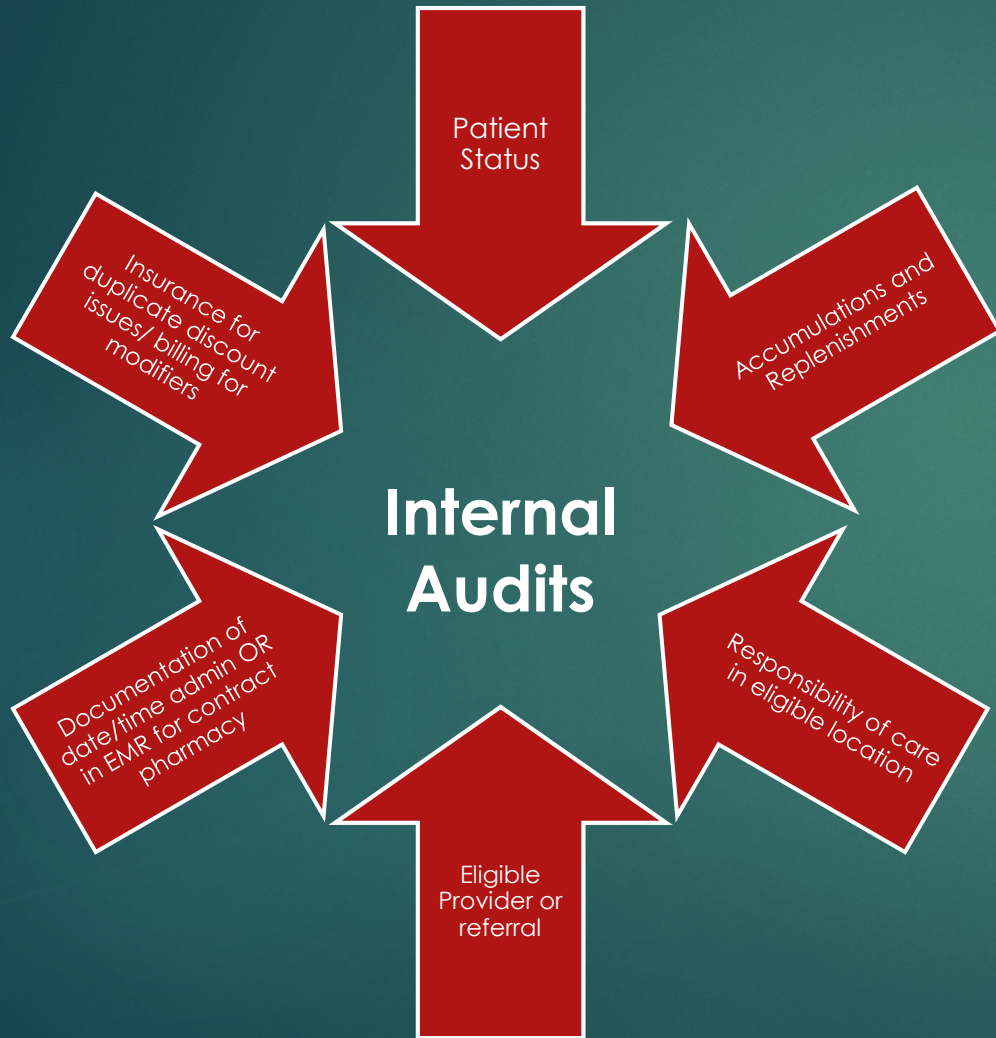 Patient
Status
Accumulations and
Replenishments
Responsibility of care
in eligible location
Eligible
Provider or
referral
Documentation of
date/time admin OR
in EMR for contract
pharmacy
Insurance for
duplicate discount
issues/ billing for
modifiers
Internal
Audits